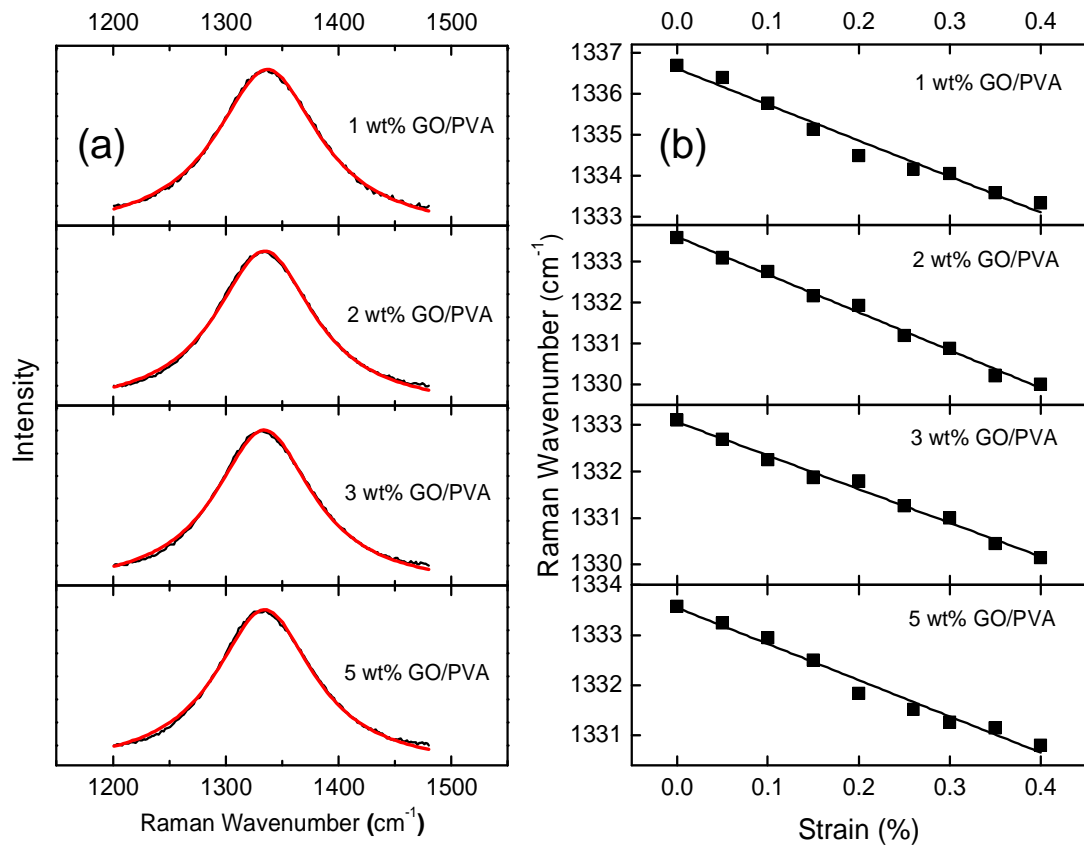 1200 1300 1400 1500
(a)
1 wt% GO/PVA
2 wt% GO/PVA
3 wt% GO/PVA
5 wt% GO/PVA
Intensity
1200 1300 1400 1500
Raman Wavenumber (cm⁻¹)
0.0 0.1 0.2 0.3 0.4
(b)
1337
1336
1335
1334
1333
1 wt% GO/PVA
1333
1332
1331
1330
2 wt% GO/PVA
1333
1332
1331
1330
3 wt% GO/PVA
1334
1333
1332
1331
5 wt% GO/PVA
Raman Wavenumber (cm⁻¹)
0.0 0.1 0.2 0.3 0.4
Strain (%)